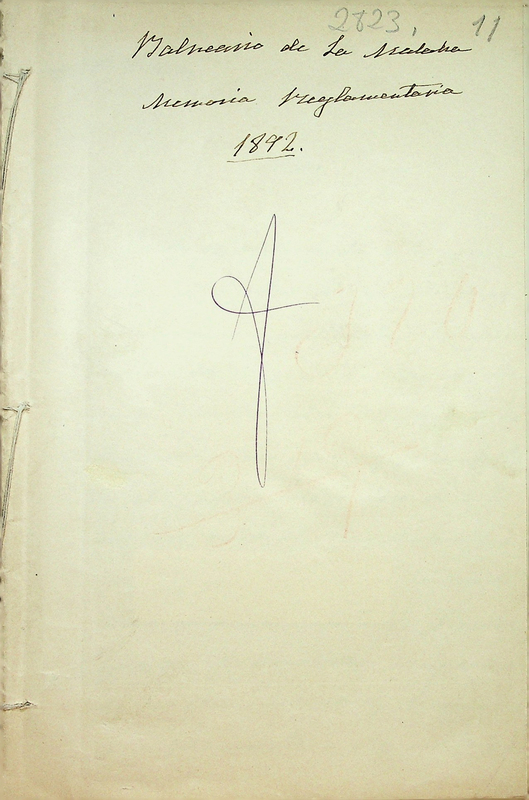 2823, 11
Balneario de La Malaha
Memoria Reglamentaria
1892.